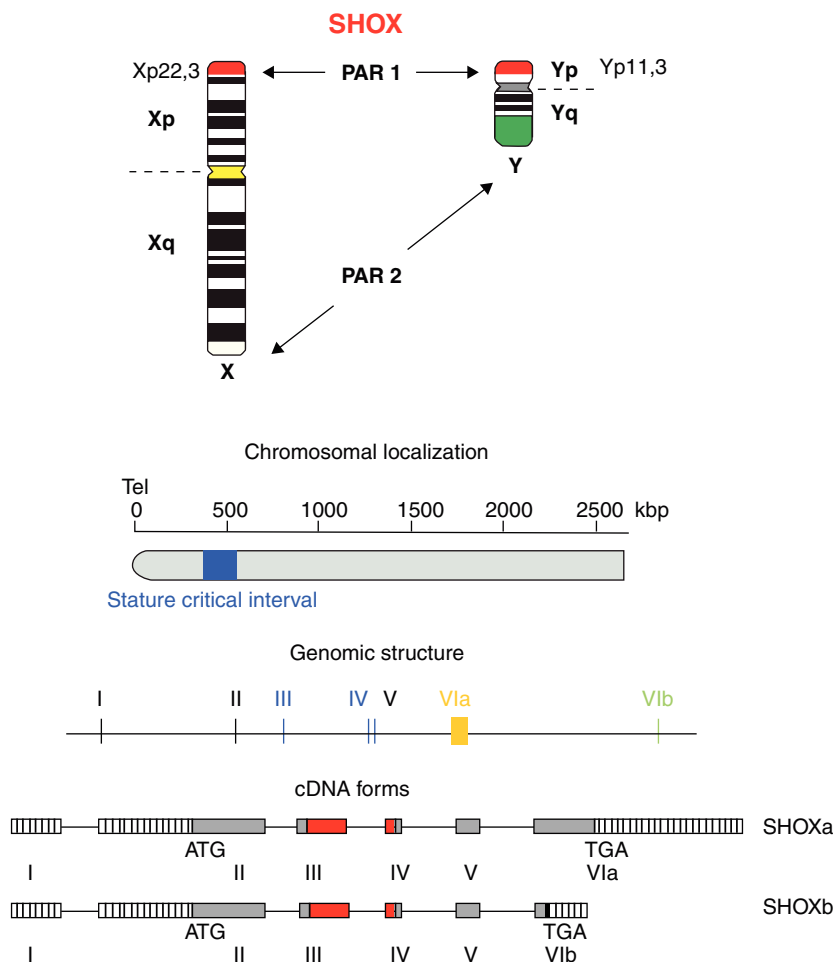 SHOX
Xp22,3 PAR 1 Yp Yp11,3
Xp Yq
Y
Xq
PAR 2
X
Chromosomal localization
Tel
0 500 1000 1500 2000 2500 kbp
Stature critical interval
Genomic structure
I II III IV V VIa VIb
cDNA forms
SHOXa
ATG TGA
I II III IV V VIa
SHOXb
ATG TGA
I II III IV V VIb